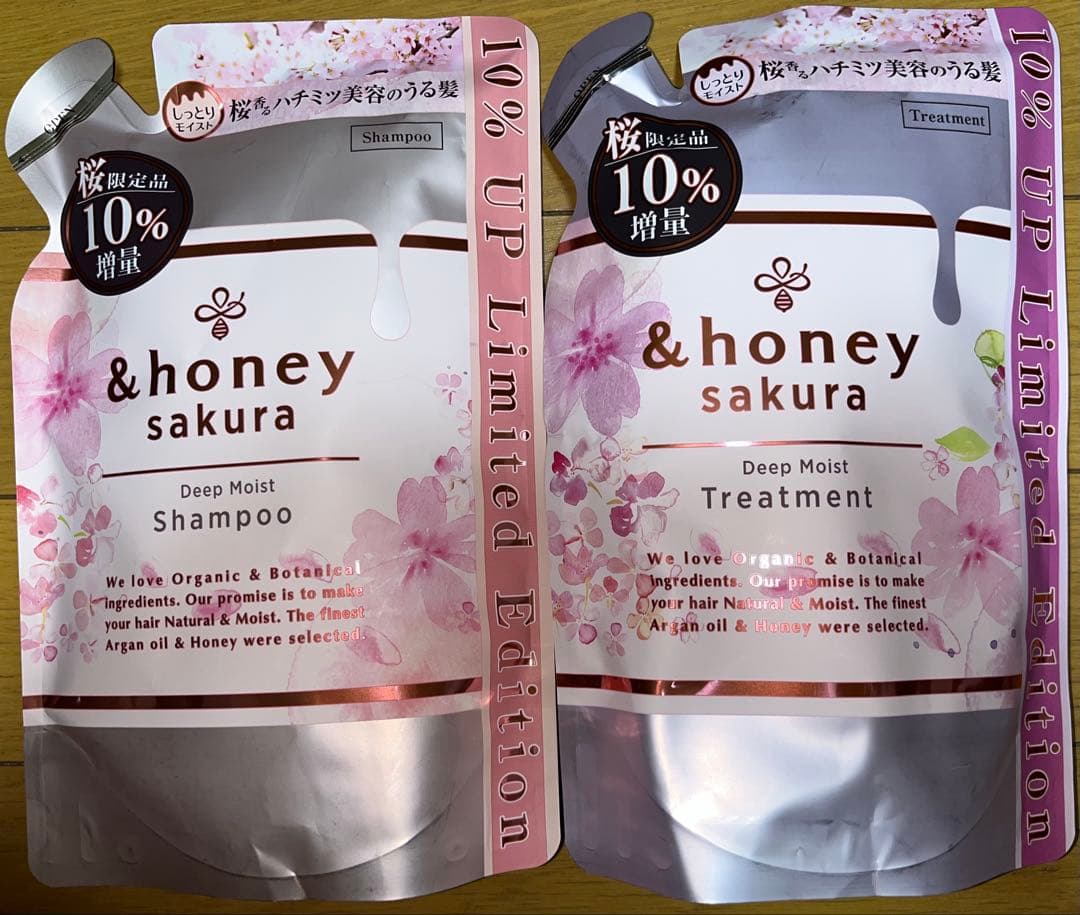 OPEN
しっとり
モイスト
桜香るハチミツ美容のうる髪
Shampoo
桜限定品
10%
増量
&honey
sakura
Deep Moist
Shampoo
We love Organic & Botanical
ingredients. Our promise is to make
your hair Natural & Moist. The finest
Argan oil & Honey were selected.
10% UP Limited Edition
OPEN
しっとり
モイスト
桜香るハチミツ美容のうる髪
Treatment
桜限定品
10%
増量
&honey
sakura
Deep Moist
Treatment
We love Organic & Botanical
ingredients. Our promise is to make
your hair Natural & Moist. The finest
Argan oil & Honey were selected.
10% UP Limited Edition